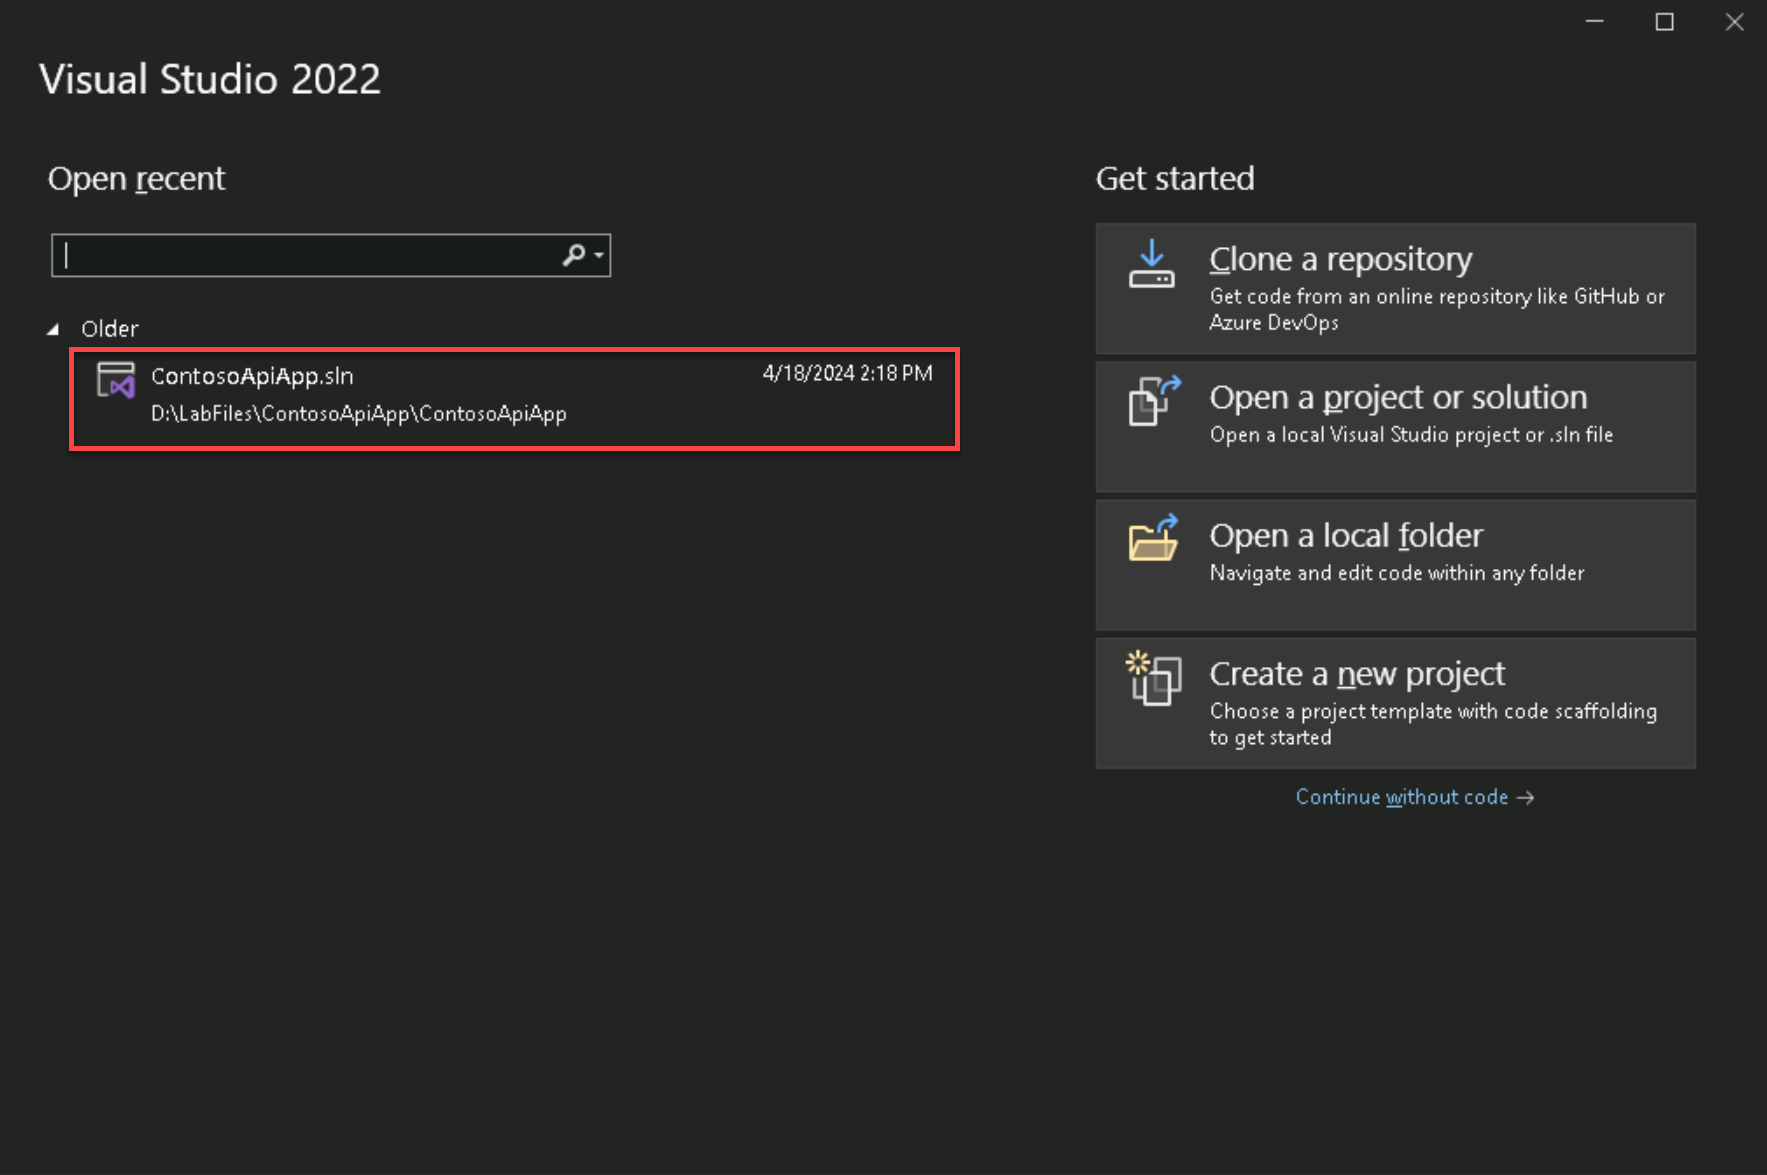 Visual Studio 2022
Open recent
Older
ContosoApiApp.sln
4/18/2024 2:18 PM
D:\LabFiles\ContosoApiApp\ContosoApiApp
Get started
Clone a repository
Get code from an online repository like GitHub or
Azure DevOps
Open a project or solution
Open a local Visual Studio project or .sln file
Open a local folder
Navigate and edit code within any folder
Create a new project
Choose a project template with code scaffolding
to get started
Continue without code →